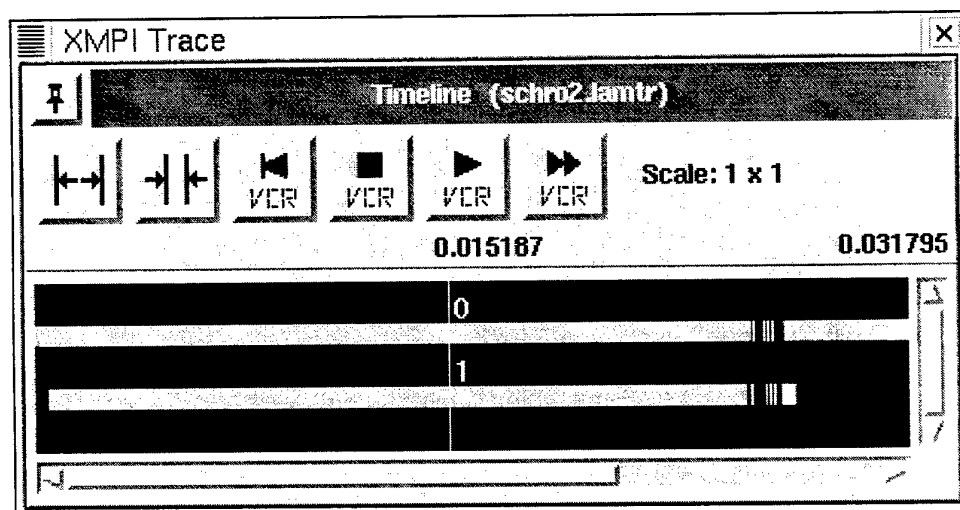 XMPI Trace
Timeline (schro2.lamtr)
VCR VCR VCR VCR Scale: 1 x 1
0.015187 0.031795
0
1